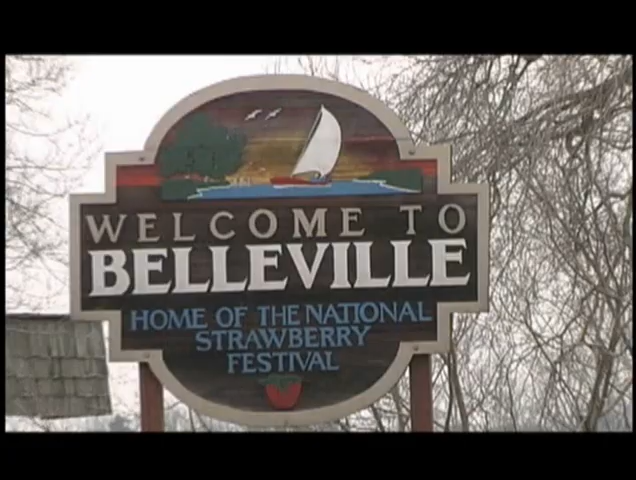 WELCOME TO
BELLEVILLE
HOME OF THE NATIONAL
STRAWBERRY
FESTIVAL